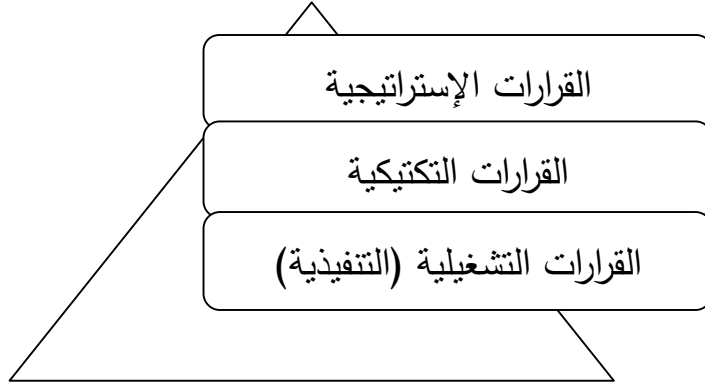 القرارات الإستراتيجية
القرارات التكتيكية
القرارات التشغيلية (التنفيذية)